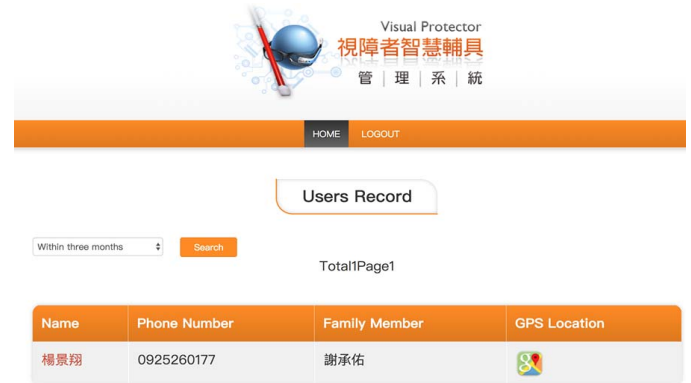 Visual Protector
視障者智慧輔具
管 | 理 | 系 | 統
HOME LOGOUT
Users Record
Within three months Search
Total1Page1
Name Phone Number Family Member GPS Location
楊景翔 0925260177 謝承佑